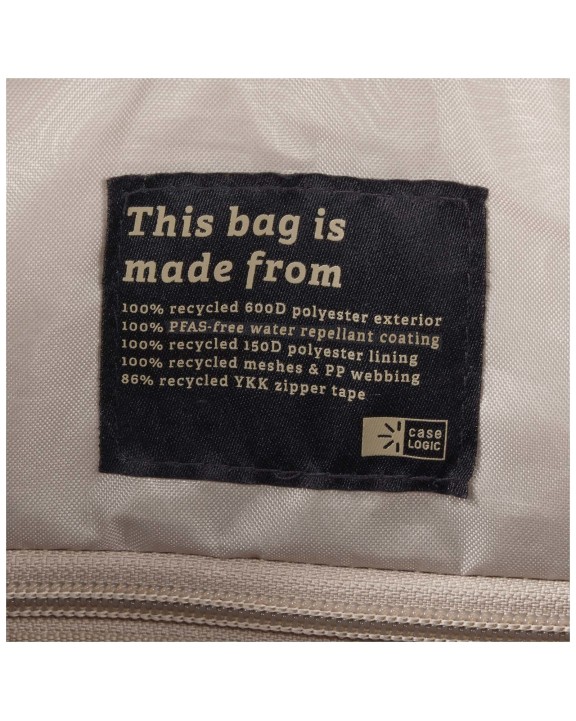 This bag is
made from
100% recycled 600D polyester exterior
100% PFAS-free water repellant coating
100% recycled 150D polyester lining
100% recycled meshes & PP webbing
86% recycled YKK zipper tape
case
LOGIC